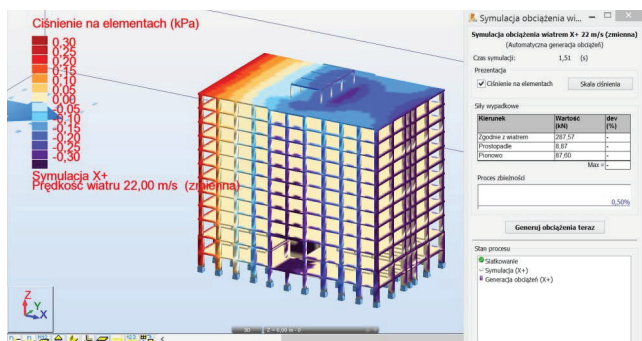 Ciśnienie na elementach (kPa)
0,30
0,25
0,20
0,15
0,10
0,05
0,00
-0,05
-0,10
-0,15
-0,20
-0,25
-0,30
Symulacja X+
Prędkość wiatru 22,00 m/s (zmienna)
Z
Y
X
3D
Z = 0,00 m - 0
Symulacja obciążenia wi...
Symulacja obciążenia wiatrem X+ 22 m/s (zmienna)
(Automatyczna generacja obciążeń)
Czas symulacji: 1,51 (s)
Prezentacja
Ciśnienie na elementach Skala ciśnienia
Siły wypadkowe
Kierunek Wartość (kN) dev (%)
Zgodnie z wiatrem 287,57 -
Prostopadle 8,87 -
Pionowo 87,60 -
Max = -
Proces zbieżności
0,50%
Generuj obciążenia teraz
Stan procesu
Siatkowanie
Symulacja (X+)
Generacja obciążeń (X+)